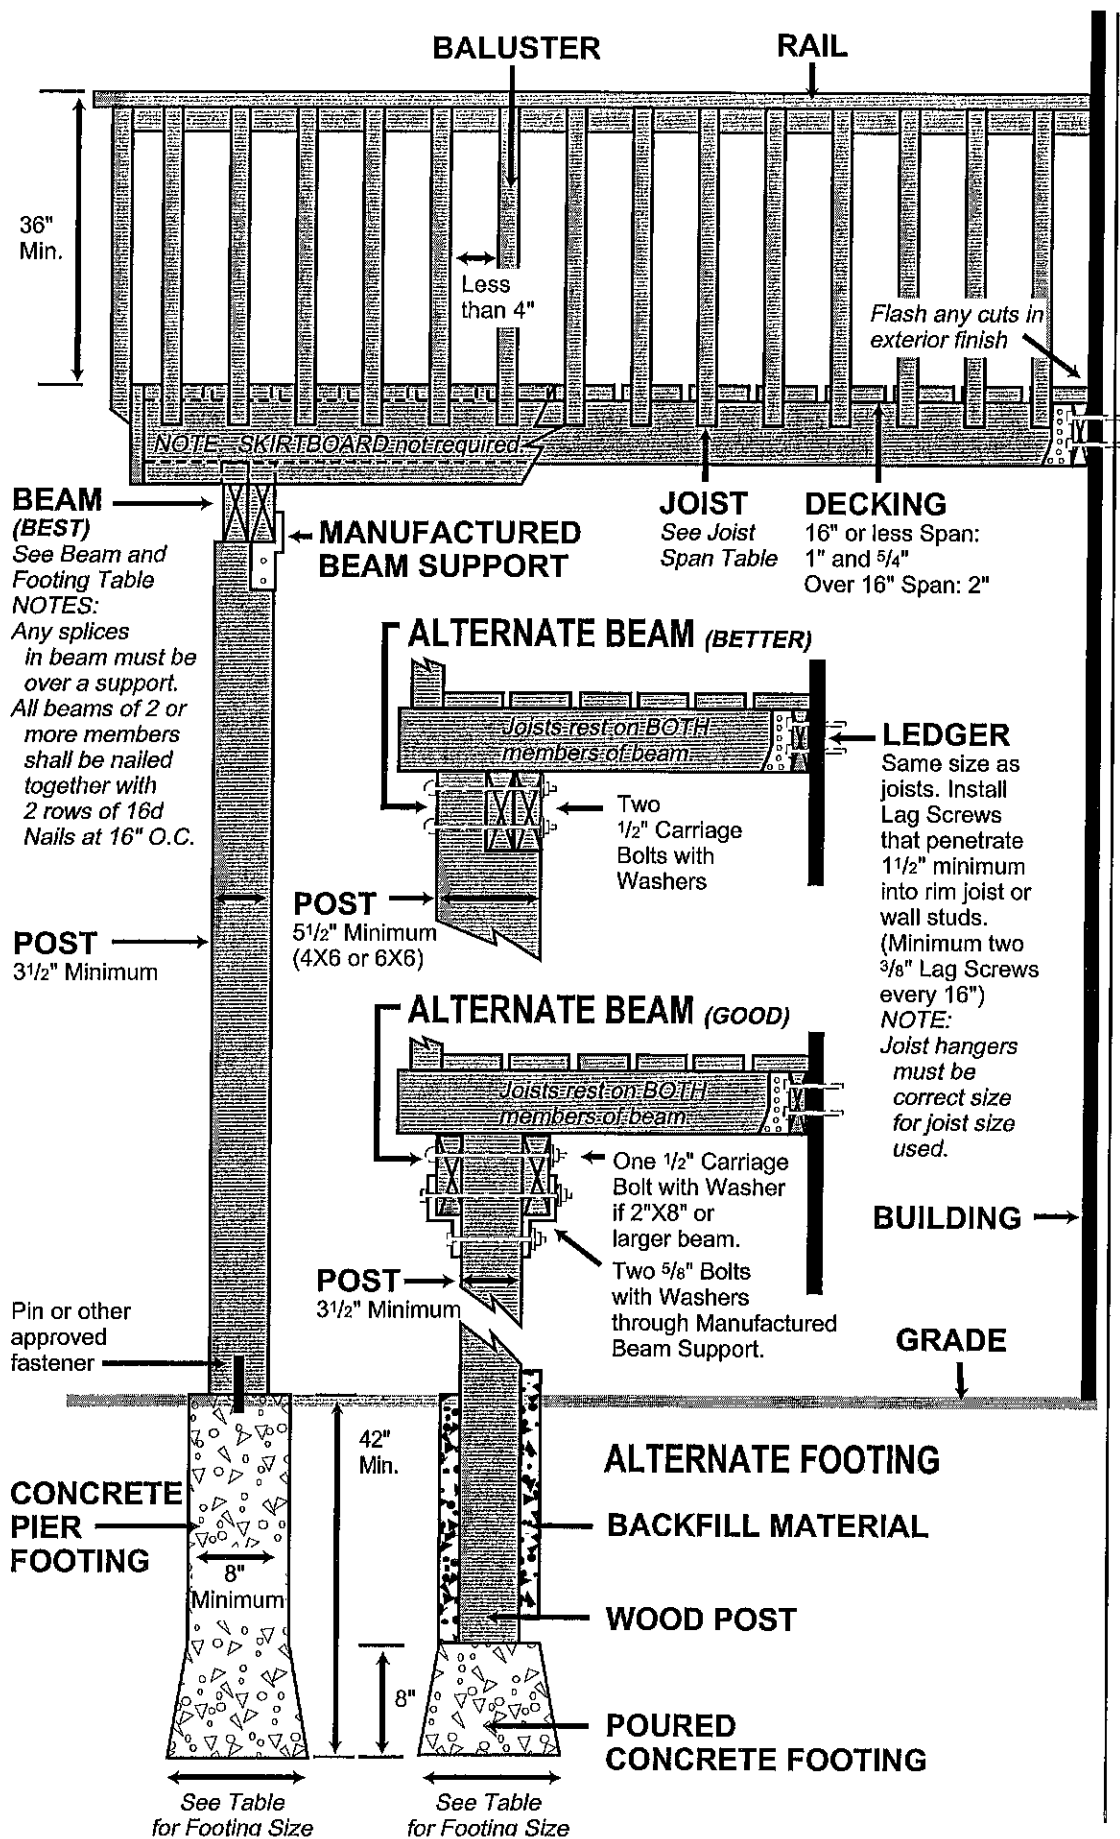 BALUSTER
RAIL
36"
Min.
Less
than 4"
Flash any cuts in
exterior finish
NOTE: SKIRTBOARD not required.
BEAM
(BEST)
See Beam and
Footing Table
NOTES:
Any splices
in beam must be
over a support.
All beams of 2 or
more members
shall be nailed
together with
2 rows of 16d
Nails at 16" O.C.
MANUFACTURED
BEAM SUPPORT
JOIST
See Joist
Span Table
DECKING
16" or less Span:
1" and 5/4"
Over 16" Span: 2"
ALTERNATE BEAM (BETTER)
Joists rest on BOTH
members of beam.
LEDGER
Same size as
joists. Install
Lag Screws
that penetrate
1 1/2" minimum
into rim joist or
wall studs.
(Minimum two
3/8" Lag Screws
every 16")
NOTE:
Joist hangers
must be
correct size
for joist size
used.
Two
1/2" Carriage
Bolts with
Washers
POST
5 1/2" Minimum
(4X6 or 6X6)
POST
3 1/2" Minimum
ALTERNATE BEAM (GOOD)
Joists rest on BOTH
members of beam.
One 1/2" Carriage
Bolt with Washer
if 2"X8" or
larger beam.
Two 5/8" Bolts
with Washers
through Manufactured
Beam Support.
BUILDING
POST
3 1/2" Minimum
Pin or other
approved
fastener
GRADE
42"
Min.
ALTERNATE FOOTING
CONCRETE
PIER
FOOTING
8"
Minimum
BACKFILL MATERIAL
WOOD POST
8"
POURED
CONCRETE FOOTING
See Table
for Footing Size
See Table
for Footing Size